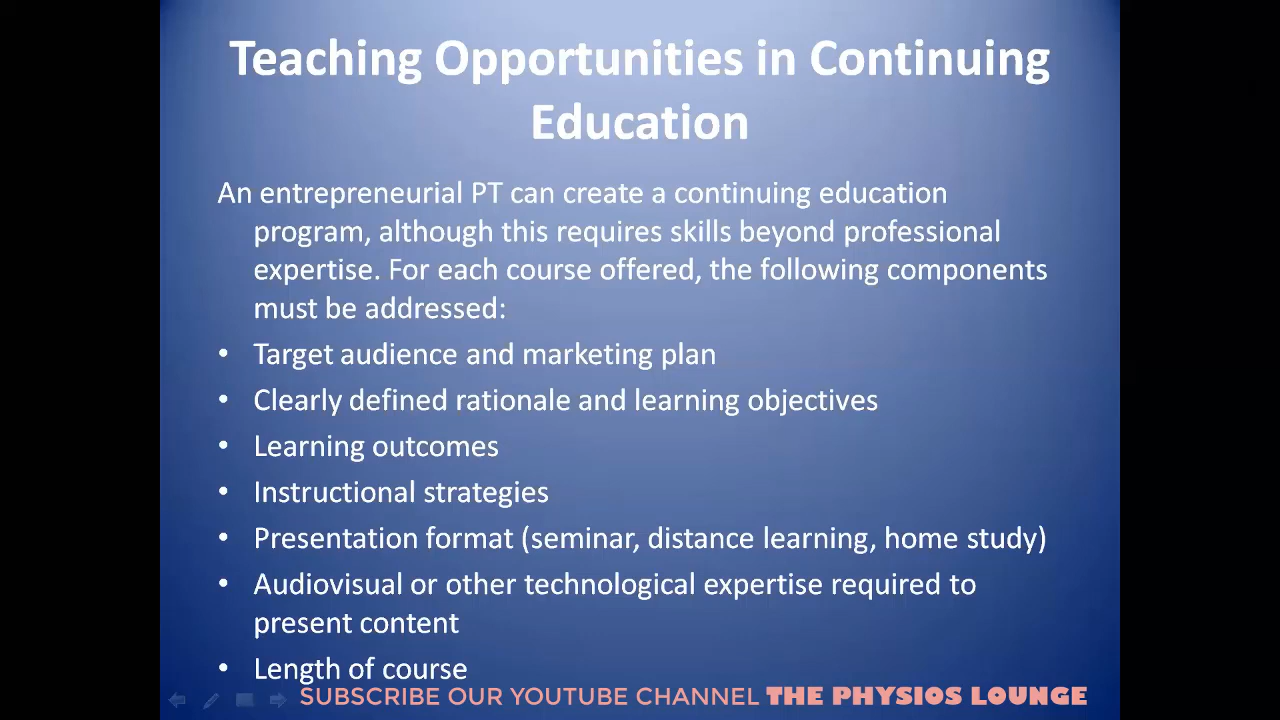 Teaching Opportunities in Continuing
Education
An entrepreneurial PT can create a continuing education
program, although this requires skills beyond professional
expertise. For each course offered, the following components
must be addressed:
• Target audience and marketing plan
• Clearly defined rationale and learning objectives
• Learning outcomes
• Instructional strategies
• Presentation format (seminar, distance learning, home study)
• Audiovisual or other technological expertise required to
present content
• Length of course
SUBSCRIBE OUR YOUTUBE CHANNEL THE PHYSIOS LOUNGE